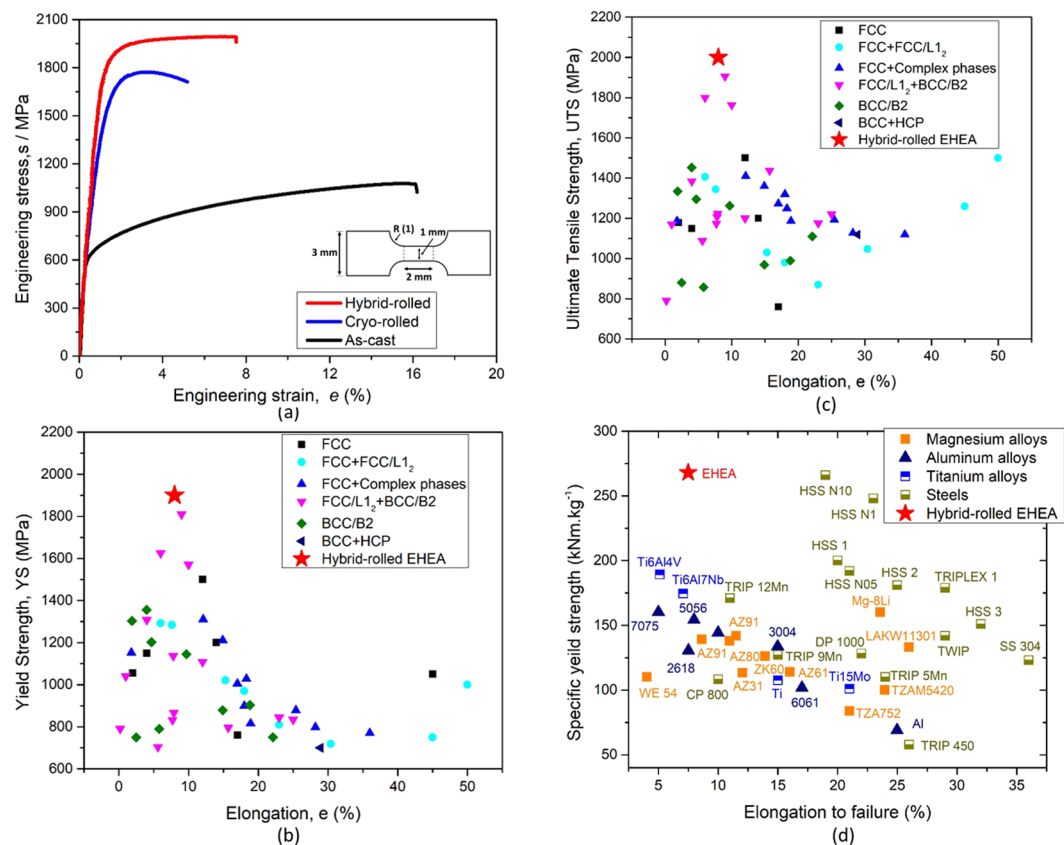 2100
1800
1500
1200
900
600
300
0
Engineering stress,s / MPa
R (1)
1 mm
3 mm
2 mm
Hybrid-rolled
Cryo-rolled
As-cast
0 4 8 12 16 20
Engineering strain, e (%)
(a)
2200
2000
1800
1600
1400
1200
1000
800
600
Ultimate Tensile Strength, UTS (MPa)
FCC
FCC+FCC/L1₂
FCC+Complex phases
FCC/L1₂+BCC/B2
BCC/B2
BCC+HCP
Hybrid-rolled EHEA
0 10 20 30 40 50
Elongation, e (%)
(c)
2200
2000
1800
1600
1400
1200
1000
800
600
Yield Strength, YS (MPa)
FCC
FCC+FCC/L1₂
FCC+Complex phases
FCC/L1₂+BCC/B2
BCC/B2
BCC+HCP
Hybrid-rolled EHEA
0 10 20 30 40 50 60
Elongation, e (%)
(b)
300
250
200
150
100
50
Specific yeild strength (kNm.kg⁻¹)
Magnesium alloys
Aluminum alloys
Titanium alloys
Steels
Hybrid-rolled EHEA
EHEA
HSS N10
HSS N1
HSS 1
Ti6Al4V
Ti6Al7Nb
TRIP 12Mn
HSS N05
HSS 2
TRIPLEX 1
Mg-8Li
5056
7075
AZ91
3004
HSS 3
LAKW11301
DP 1000
2618
AZ91
AZ80
TRIP 9Mn
TWIP
SS 304
ZK60
AZ61
WE 54
CP 800
AZ31
Ti
Ti15Mo
TRIP 5Mn
6061
TZAM5420
TZA752
Al
TRIP 450
5 10 15 20 25 30 35
Elongation to failure (%)
(d)